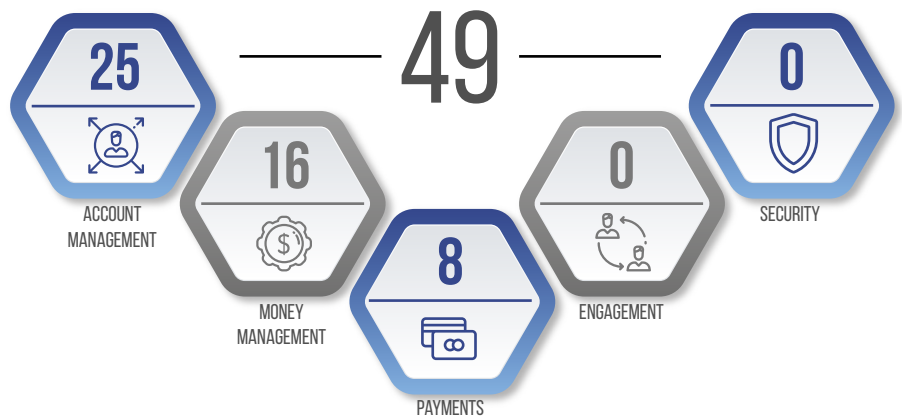 49
25
ACCOUNT
MANAGEMENT
16
$
MONEY
MANAGEMENT
8
PAYMENTS
0
ENGAGEMENT
0
SECURITY